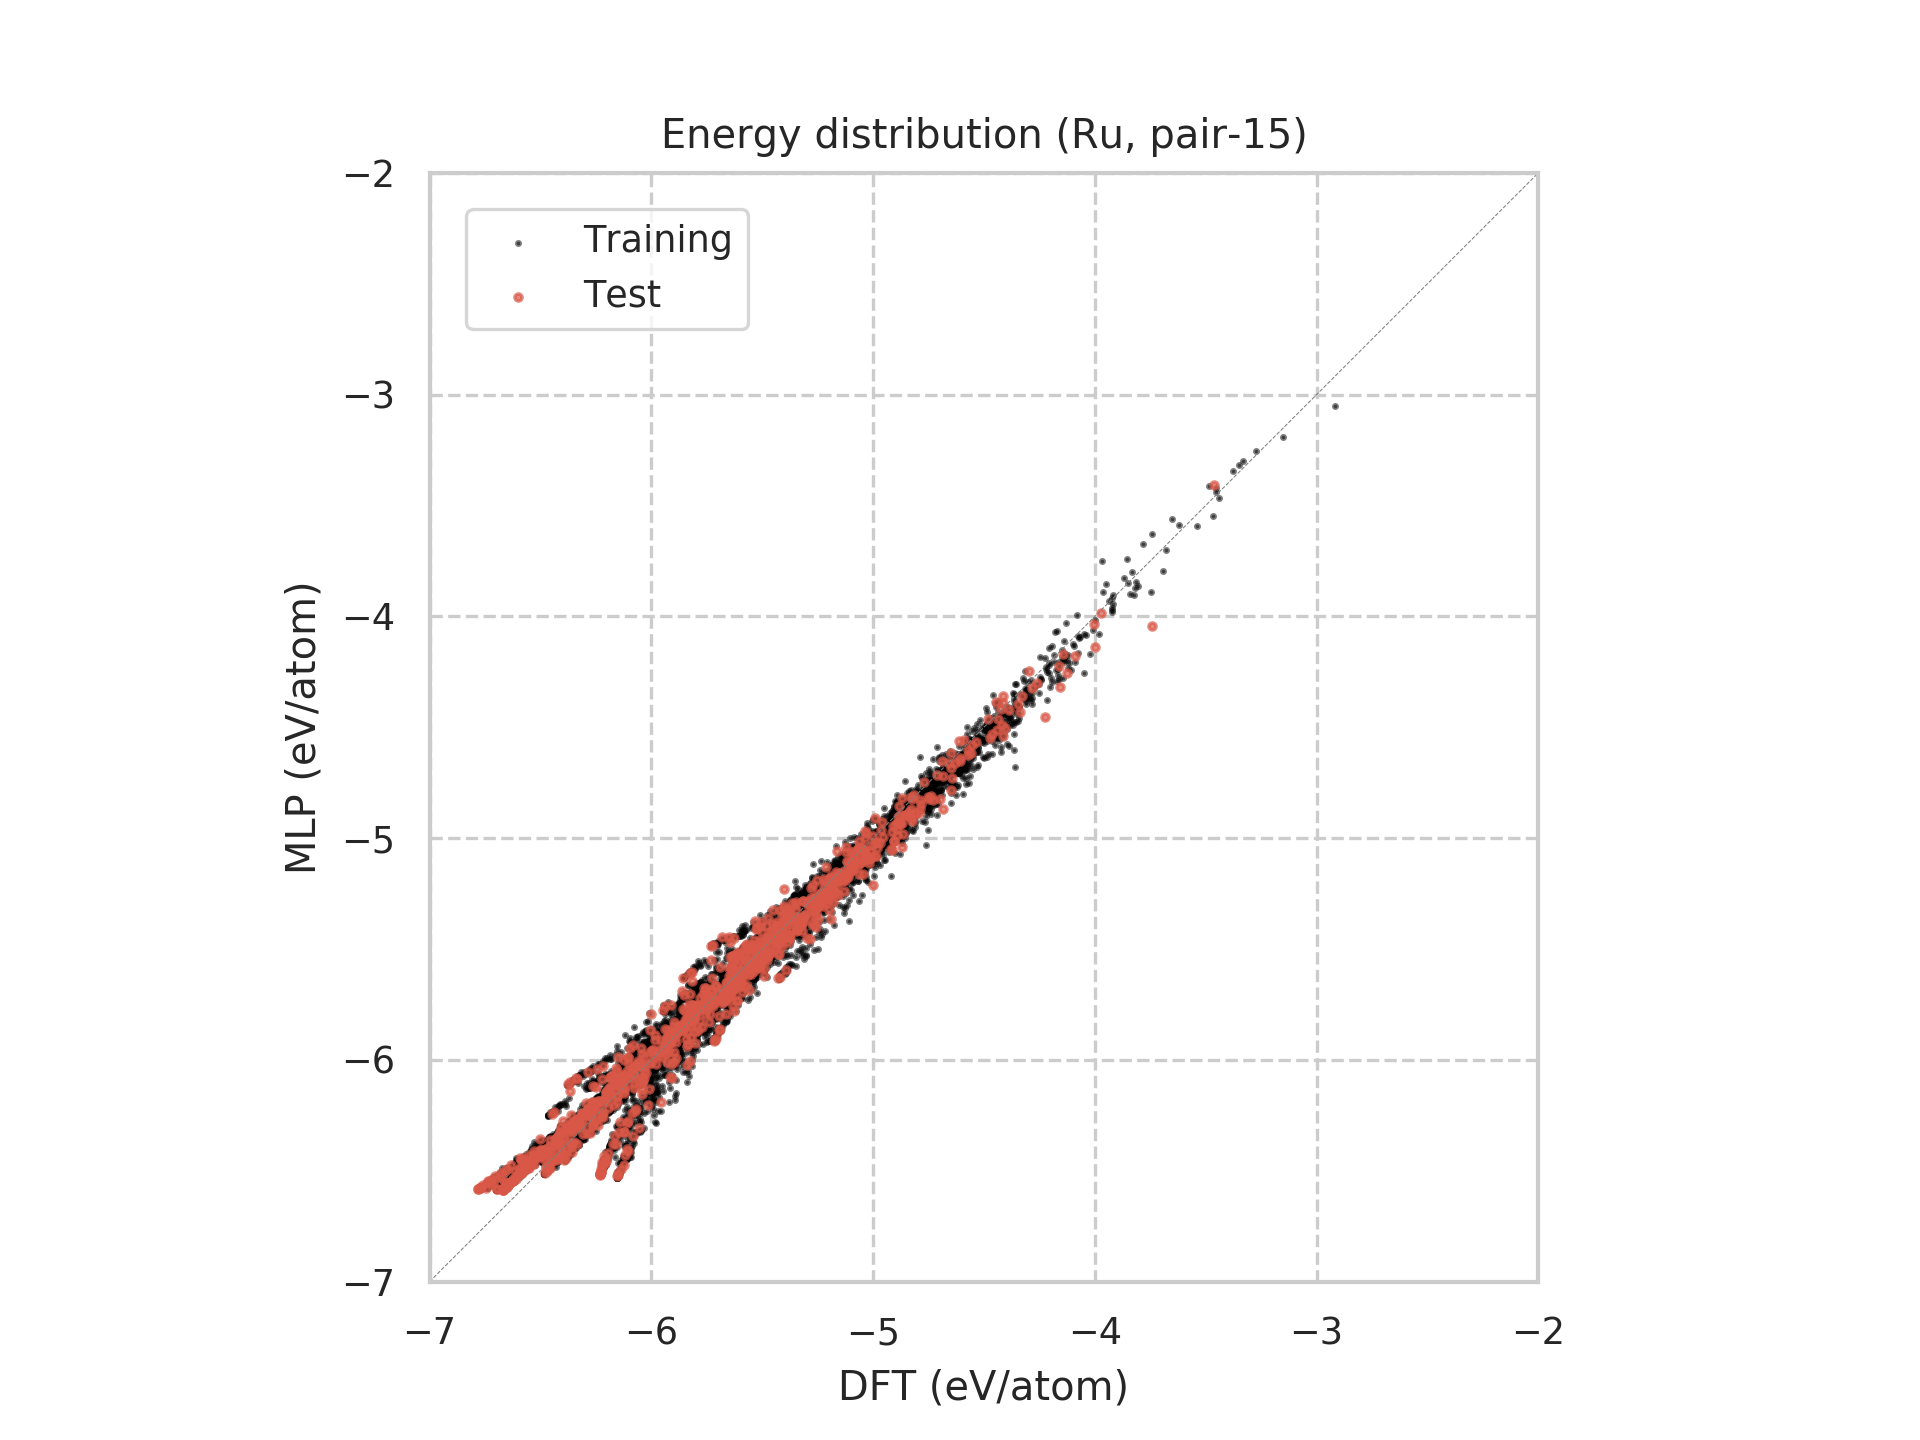 Energy distribution (Ru, pair-15)
−2
−3
−4
−5
−6
−7
MLP (eV/atom)
Training
Test
−7 −6 −5 −4 −3 −2
DFT (eV/atom)